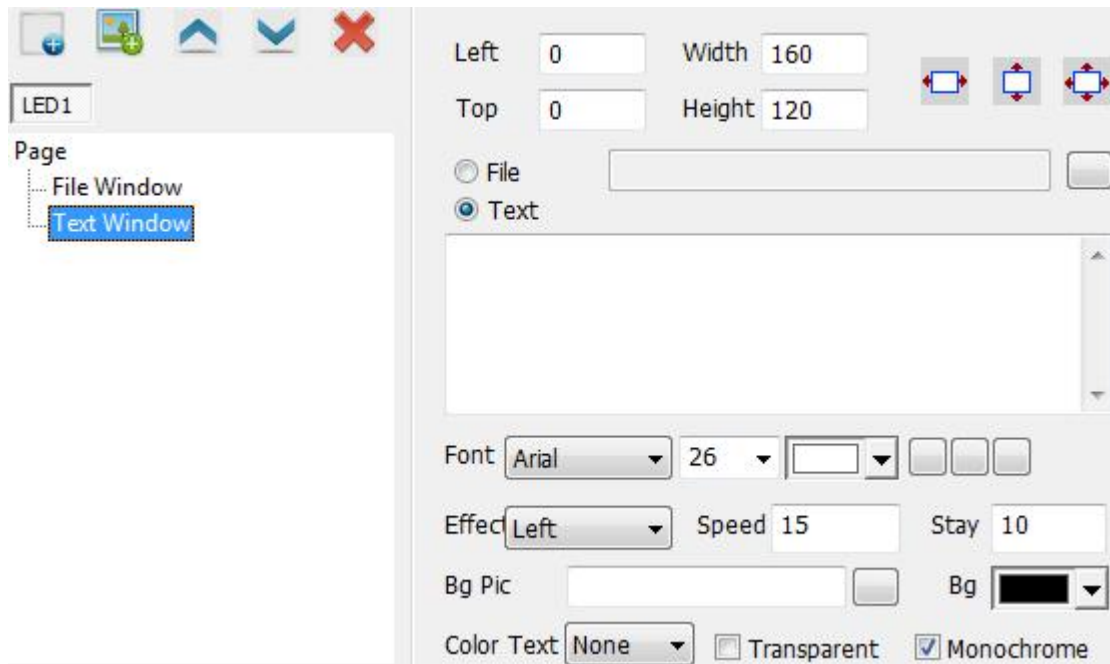 LED1
Page
File Window
Text Window
Left 0 Width 160
Top 0 Height 120
File
Text
Font Arial 26
Effect Left Speed 15 Stay 10
Bg Pic Bg
Color Text None Transparent Monochrome